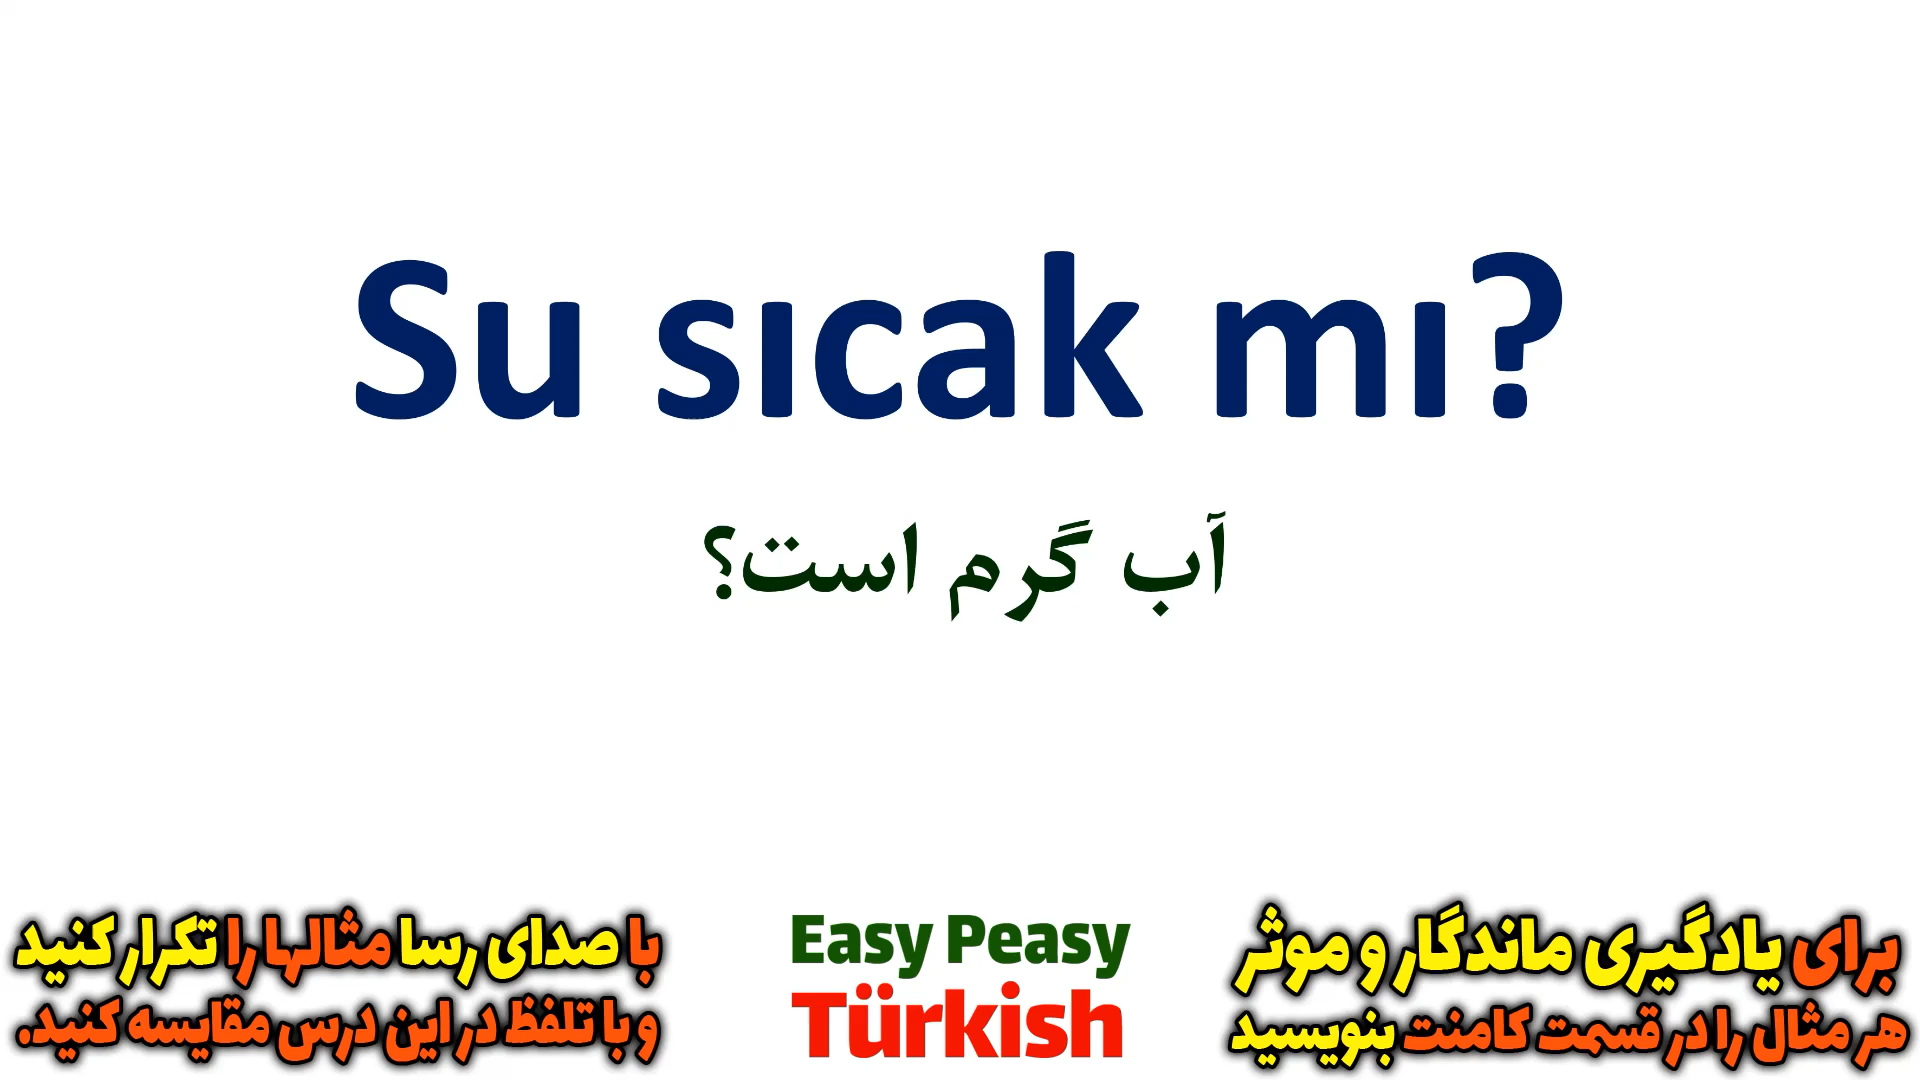 Su sıcak mı?
آب گرم است؟
برای یادگیری ماندگار و موثر
هر مثال را در قسمت کامنت بنویسید
Easy Peasy
Türkish
با صدای رسا مثالها را تکرار کنید
و با تلفظ در این درس مقایسه کنید.